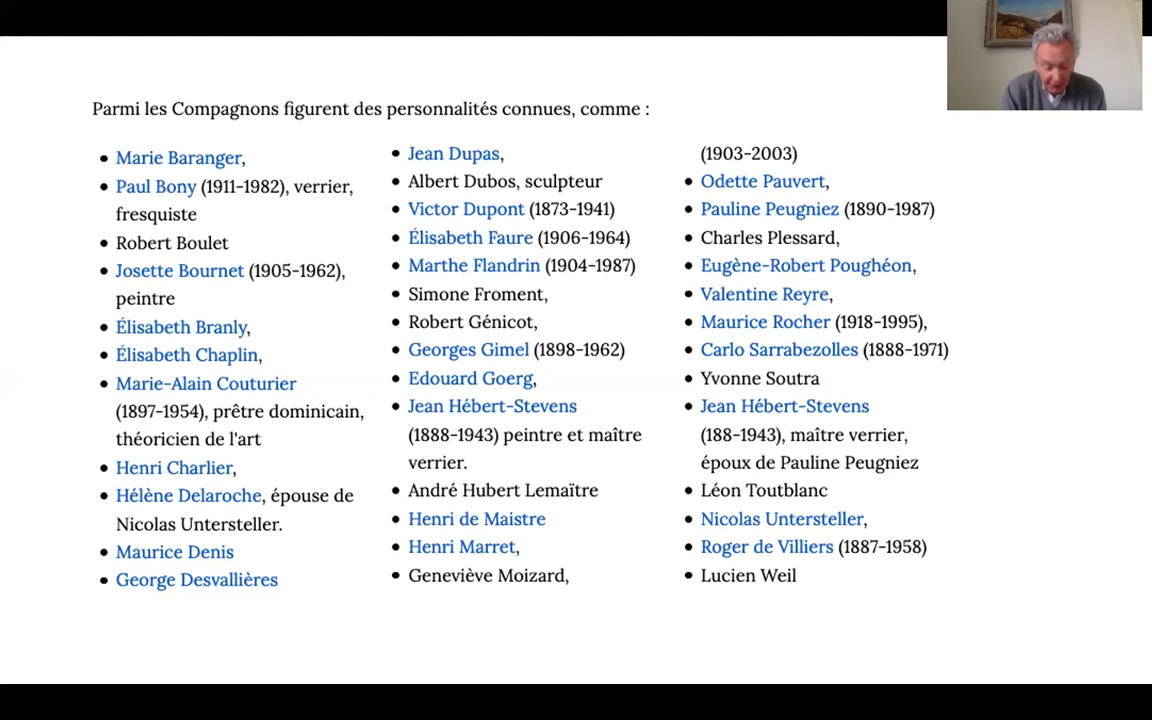 Parmi les Compagnons figurent des personnalités connues, comme :
• Marie Baranger,
• Paul Bony (1911-1982), verrier,
fresquiste
• Robert Boulet
• Josette Bournet (1905-1962),
peintre
• Élisabeth Branly,
• Élisabeth Chaplin,
• Marie-Alain Couturier
(1897-1954), prêtre dominicain,
théoricien de l'art
• Henri Charlier,
• Hélène Delaroche, épouse de
Nicolas Untersteller.
• Maurice Denis
• George Desvallières
• Jean Dupas,
• Albert Dubos, sculpteur
• Victor Dupont (1873-1941)
• Élisabeth Faure (1906-1964)
• Marthe Flandrin (1904-1987)
• Simone Froment,
• Robert Génicot,
• Georges Gimel (1898-1962)
• Edouard Goerg,
• Jean Hébert-Stevens
(1888-1943) peintre et maître
verrier.
• André Hubert Lemaître
• Henri de Maistre
• Henri Marret,
• Geneviève Moizard,
(1903-2003)
• Odette Pauvert,
• Pauline Peugniez (1890-1987)
• Charles Plessard,
• Eugène-Robert Poughéon,
• Valentine Reyre,
• Maurice Rocher (1918-1995),
• Carlo Sarrabezolles (1888-1971)
• Yvonne Soutra
• Jean Hébert-Stevens
(188-1943), maître verrier,
époux de Pauline Peugniez
• Léon Toutblanc
• Nicolas Untersteller,
• Roger de Villiers (1887-1958)
• Lucien Weil